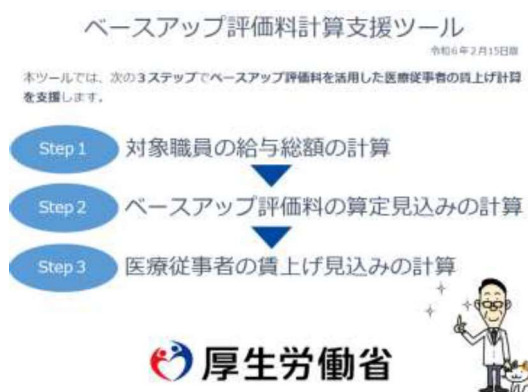 ベースアップ評価料計算支援ツール
令和6年2月15日版
本ツールでは、次の3ステップでベースアップ評価料を活用した医療従事者の賃上げ計算
を支援します。
Step 1
対象職員の給与総額の計算
Step 2
ベースアップ評価料の算定見込みの計算
Step 3
医療従事者の賃上げ見込みの計算
厚生労働省